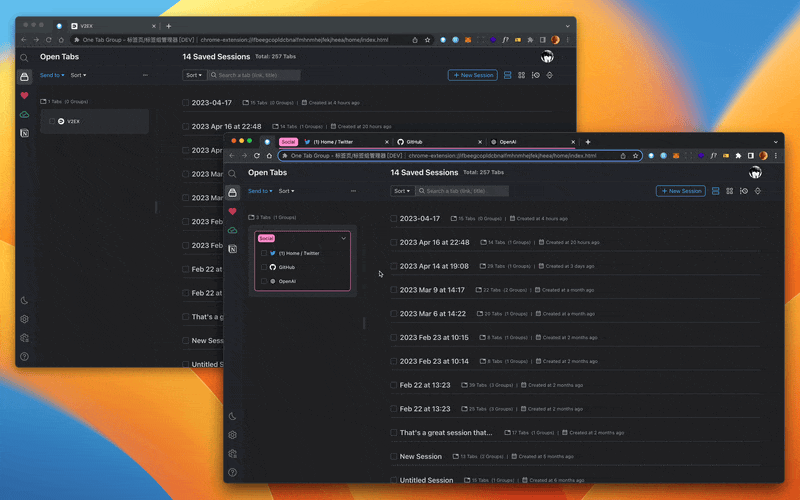 V2EX
One Tab Group - 标签页/标签组管理器 [DEV] | chrome-extension://lfbeegcopldcbnaifmhnmhejfekjheaa/home/index.html
Open Tabs
14 Saved Sessions Total: 257 Tabs
Send to Sort
Sort Search a tab (link, title)
+ New Session
1 Tabs (0 Groups)
V2EX
2023-04-17 15 Tabs (0 Groups) | Created at 4 hours ago
2023 Apr 16 at 22:48 14 Tabs (1 Groups) | Created at 20 hours ago
2023 Ap
2023 Ma
2023 Ma
2023 Feb
2023 Feb
Feb 22 at
Feb 22 at
That's a g
New Sess
Untitled S
Social
(1) Home / Twitter
GitHub
OpenAI
One Tab Group - 标签页/标签组管理器 [DEV] | chrome-extension://lfbeegcopldcbnaifmhnmhejfekjheaa/home/index.html
Open Tabs
14 Saved Sessions Total: 257 Tabs
Send to Sort
Sort Search a tab (link, title)
+ New Session
3 Tabs (1 Groups)
Social
(1) Home / Twitter
GitHub
OpenAI
2023-04-17 15 Tabs (0 Groups) | Created at 4 hours ago
2023 Apr 16 at 22:48 14 Tabs (1 Groups) | Created at 20 hours ago
2023 Apr 14 at 19:08 29 Tabs (3 Groups) | Created at 3 days ago
2023 Mar 9 at 14:17 22 Tabs (2 Groups) | Created at a month ago
2023 Mar 6 at 14:22 20 Tabs (1 Groups) | Created at a month ago
2023 Feb 23 at 10:15 8 Tabs (1 Groups) | Created at 2 months ago
2023 Feb 23 at 10:14 8 Tabs (1 Groups) | Created at 2 months ago
Feb 22 at 13:23 39 Tabs (3 Groups) | Created at 2 months ago
Feb 22 at 13:23 25 Tabs (3 Groups) | Created at 2 months ago
That's a great session that... 17 Tabs (1 Groups) | Created at 2 months ago
New Session 13 Tabs (2 Groups) | Created at 5 months ago
Untitled Session 15 Tabs (1 Groups) | Created at 6 months ago